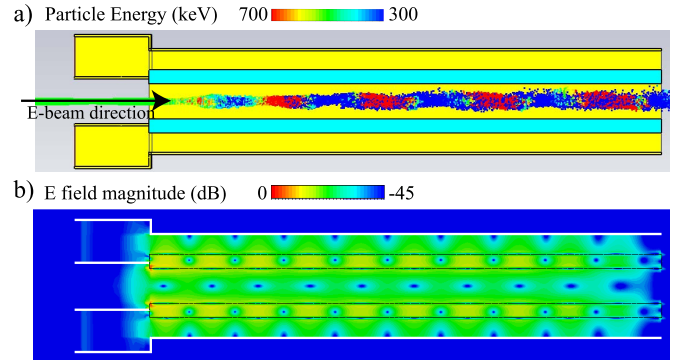 a) Particle Energy (keV) 700 300
E-beam direction
b) E field magnitude (dB) 0 -45